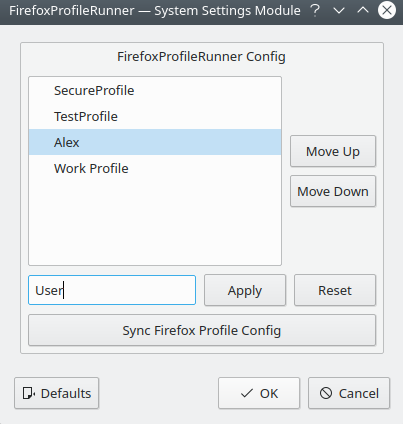 FirefoxProfileRunner — System Settings Module ?
FirefoxProfileRunner Config
SecureProfile
TestProfile
Alex
Work Profile
Move Up
Move Down
User
Apply
Reset
Sync Firefox Profile Config
Defaults
OK
Cancel